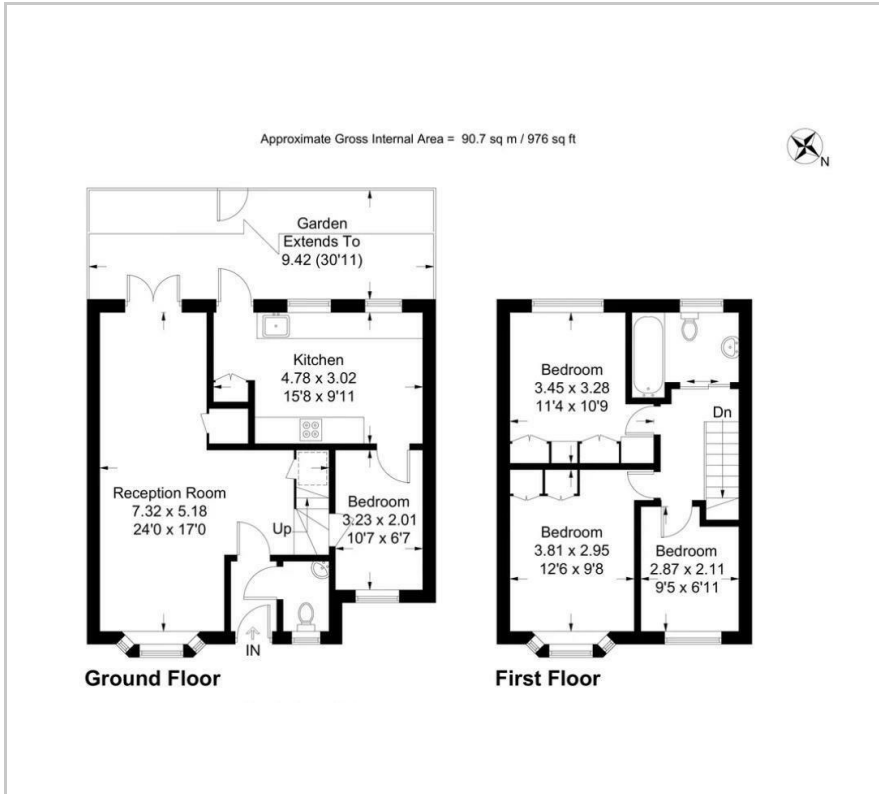 Approximate Gross Internal Area = 90.7 sq m / 976 sq ft
N
Garden
Extends To
9.42 (30'11)
Kitchen
4.78 x 3.02
15'8 x 9'11
Reception Room
7.32 x 5.18
24'0 x 17'0
Up
Bedroom
3.23 x 2.01
10'7 x 6'7
IN
Ground Floor
Bedroom
3.45 x 3.28
11'4 x 10'9
Dn
Bedroom
3.81 x 2.95
12'6 x 9'8
Bedroom
2.87 x 2.11
9'5 x 6'11
First Floor